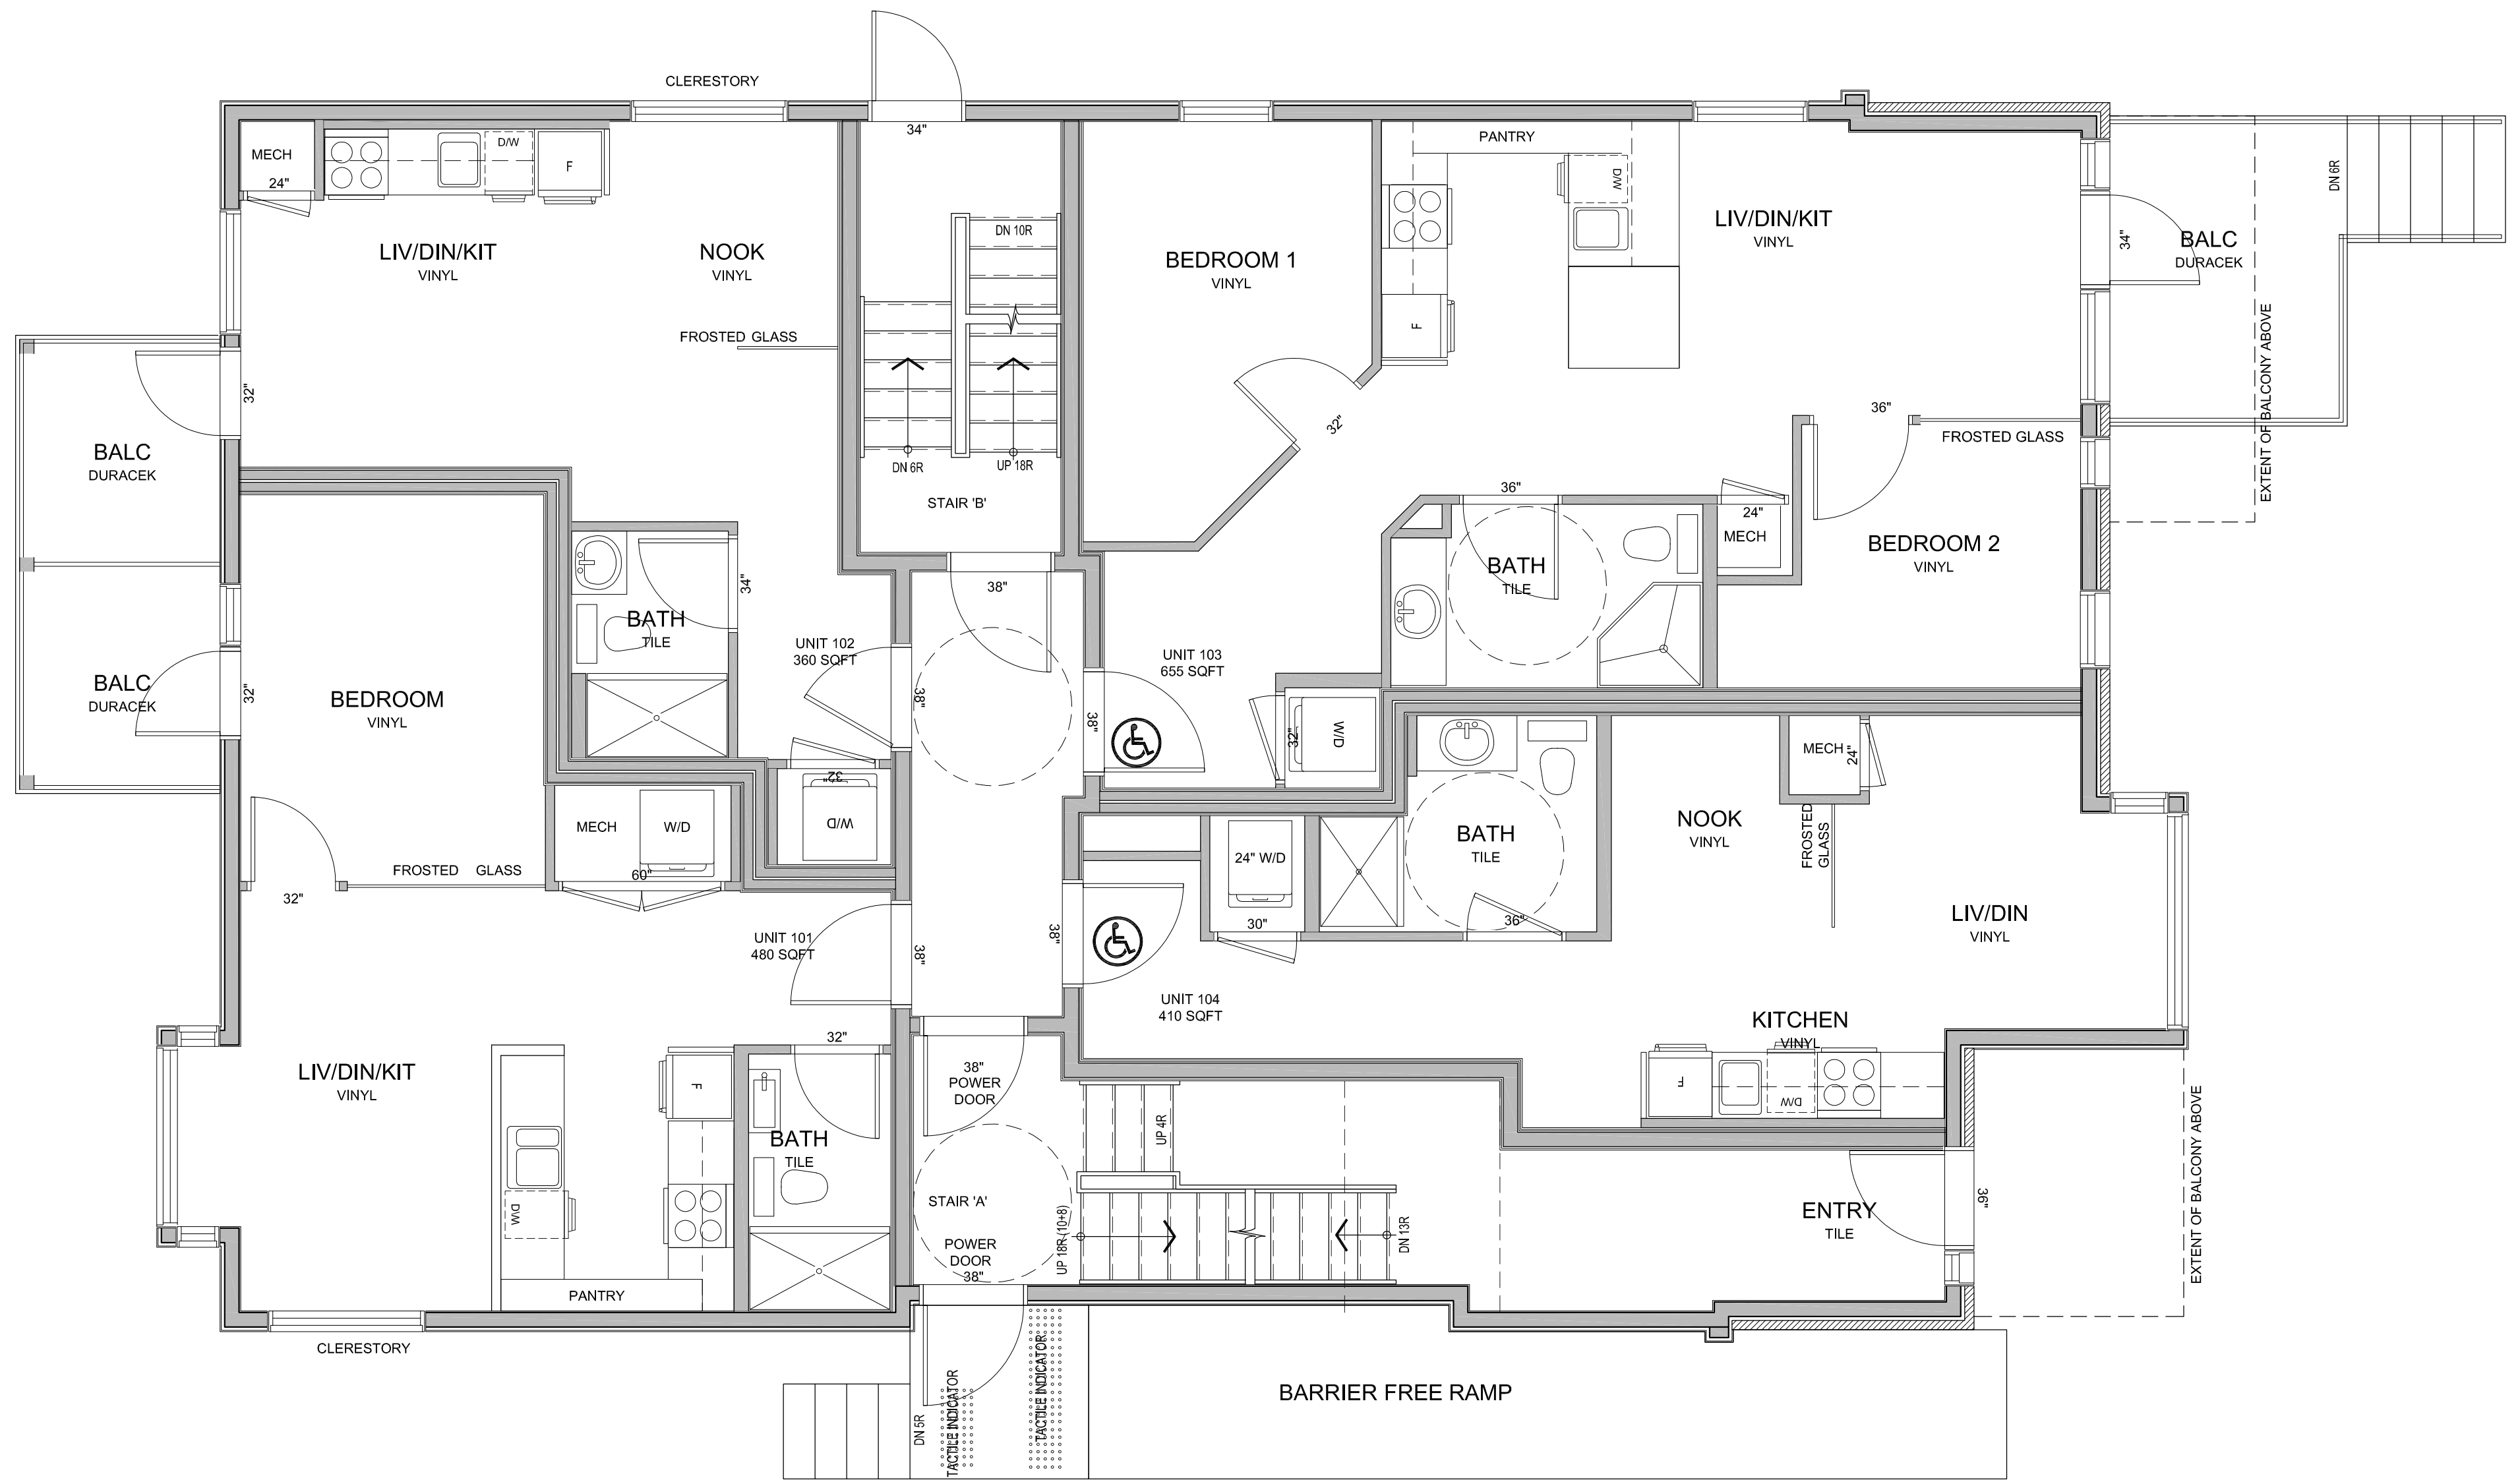 CLERESTORY
34"
MECH
24"
D/W
F
LIV/DIN/KIT
VINYL
NOOK
VINYL
FROSTED GLASS
32"
BALC
DURACEK
BALC
DURACEK
32"
BEDROOM
VINYL
BATH
TILE
34"
UNIT 102
360 SQFT
38"
32"
W/D
MECH
W/D
60"
FROSTED GLASS
32"
UNIT 101
480 SQFT
38"
LIV/DIN/KIT
VINYL
F
D/W
PANTRY
32"
BATH
TILE
CLERESTORY
DN 10R
DN 6R
UP 18R
STAIR 'B'
38"
BEDROOM 1
VINYL
32"
PANTRY
D/W
F
LIV/DIN/KIT
VINYL
34"
BALC
DURACEK
DN 6R
EXTENT OF BALCONY ABOVE
36"
FROSTED GLASS
36"
24"
MECH
BATH
TILE
BEDROOM 2
VINYL
UNIT 103
655 SQFT
38"
32"
W/D
BATH
TILE
36"
24" W/D
30"
NOOK
VINYL
MECH
24"
FROSTED
GLASS
LIV/DIN
VINYL
38"
UNIT 104
410 SQFT
KITCHEN
VINYL
F
D/W
38"
POWER
DOOR
UP 4R
STAIR 'A'
UP 18R (10+8)
DN 13R
POWER
DOOR
38"
ENTRY
TILE
36"
EXTENT OF BALCONY ABOVE
DN 5R
TACTILE INDICATOR
TACTILE INDICATOR
BARRIER FREE RAMP